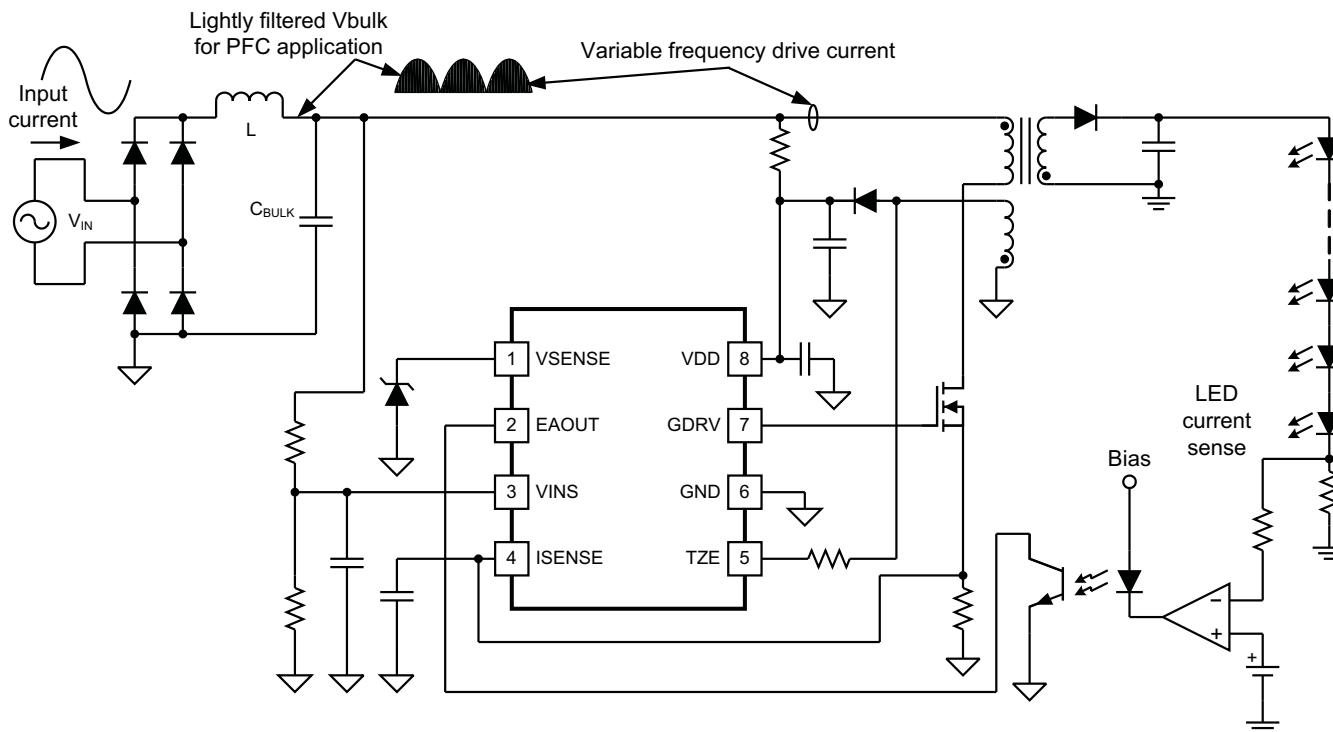 Lightly filtered Vbulk
for PFC application
Variable frequency drive current
Input
current
L
VIN
CBULK
1 VSENSE
2 EAOUT
3 VINS
4 ISENSE
VDD 8
GDRV 7
GND 6
TZE 5
LED
current
sense
Bias
−
+
+